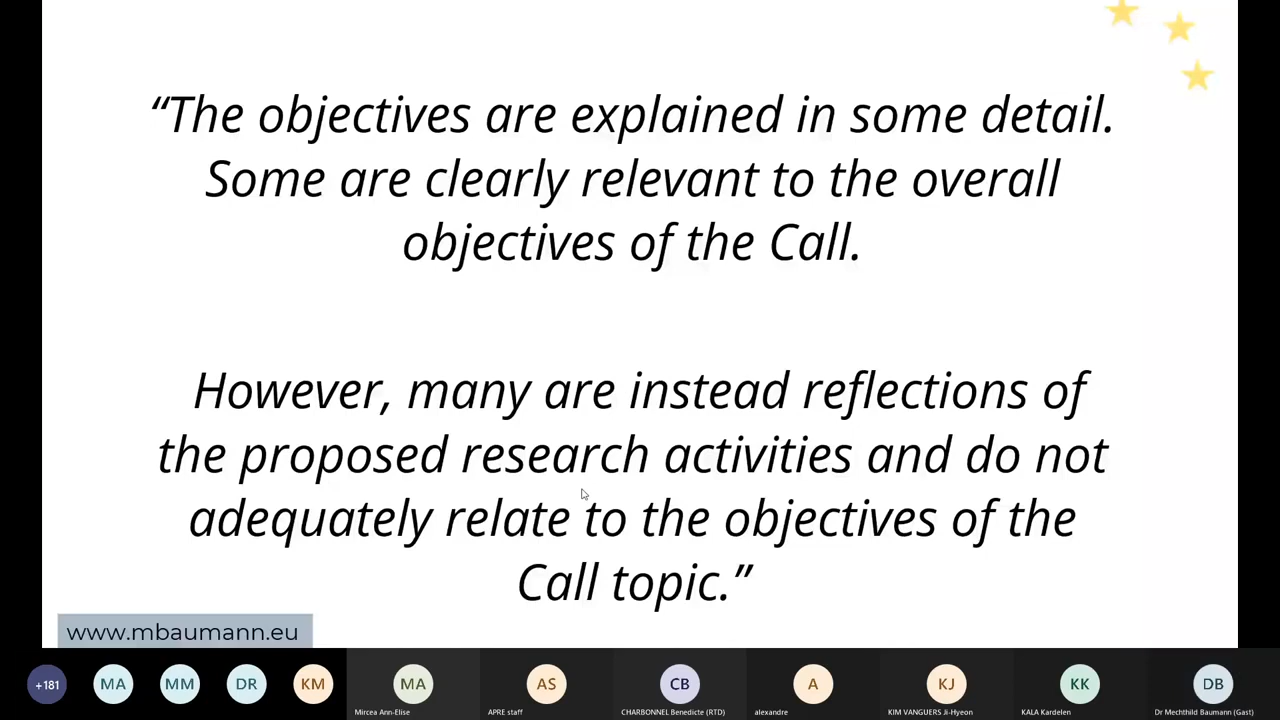 “The objectives are explained in some detail.
Some are clearly relevant to the overall
objectives of the Call.
However, many are instead reflections of
the proposed research activities and do not
adequately relate to the objectives of the
Call topic.”
www.mbaumann.eu
+181 MA MM DR KM MA AS CB A KJ KK DB
Mircea Ann-Elise APRE staff CHARBONNEL Benedicte (RTD) alexandre KIM VANGUERS Ji-Hyeon KALA Kardelen Dr Mechthild Baumann (Gast)